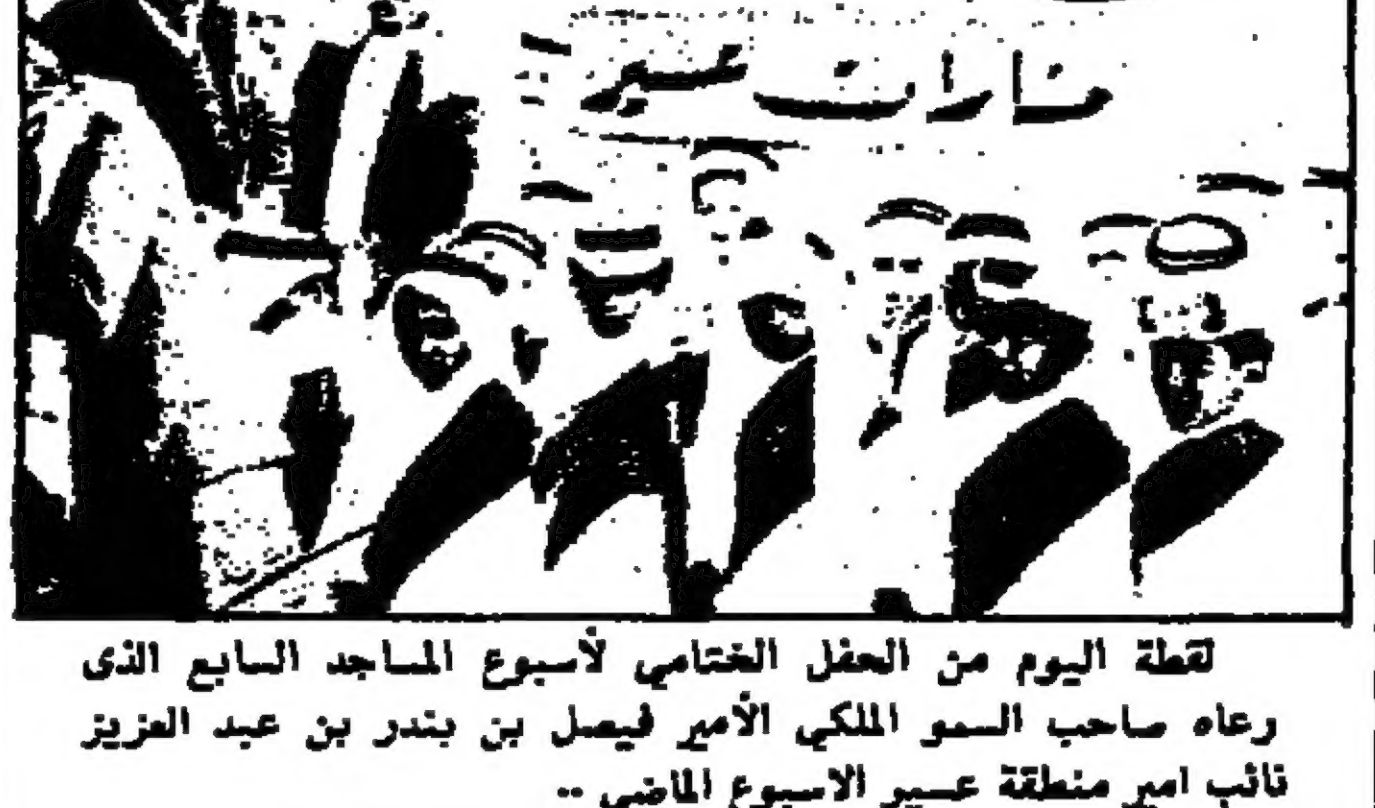 لقطة اليوم من الحفل الختامي لأسبوع المساجد السابع الذى
رعاه صاحب السمو الملكي الأمير فيصل بن بندر بن عبد العزيز
نائب امير منطقة عسير الاسبوع الماضى ..